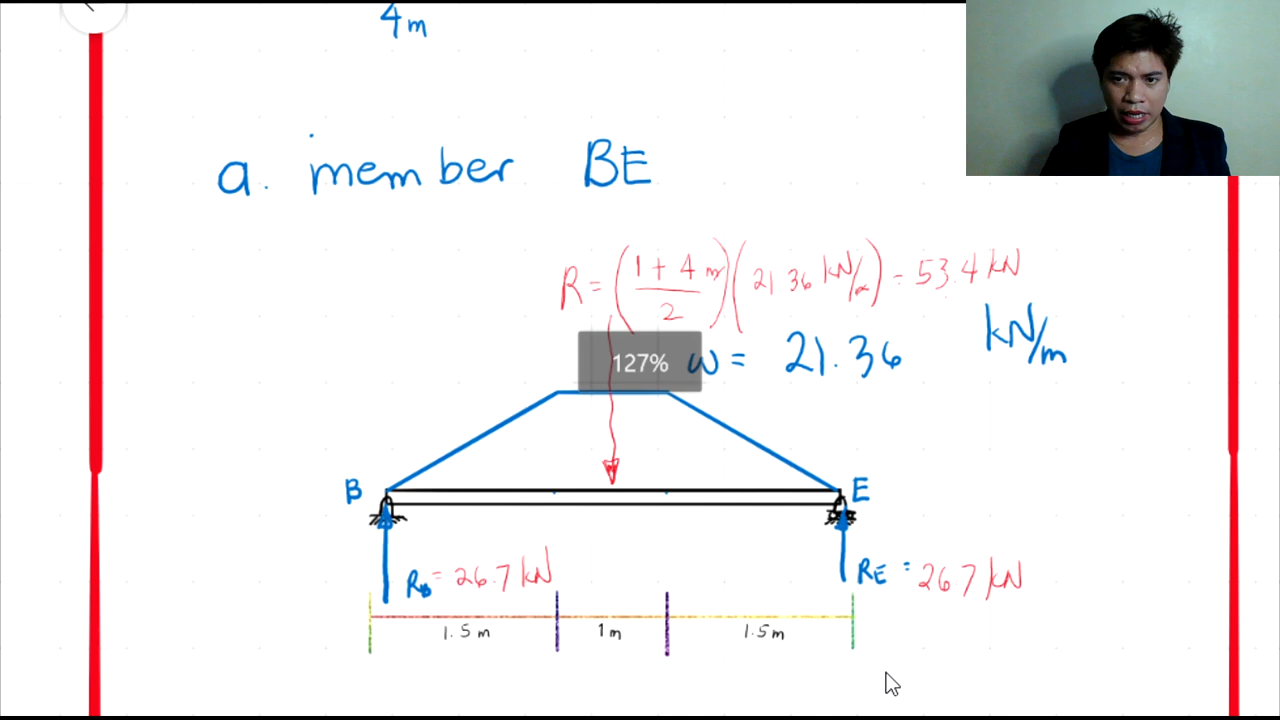 4m
a. member BE
R = (1 + 4 m / 2) (21.36 kN/m) = 53.4 kN
127%
w = 21.36 kN/m
B
E
RB = 26.7 kN
RE = 26.7 kN
1.5 m
1 m
1.5 m